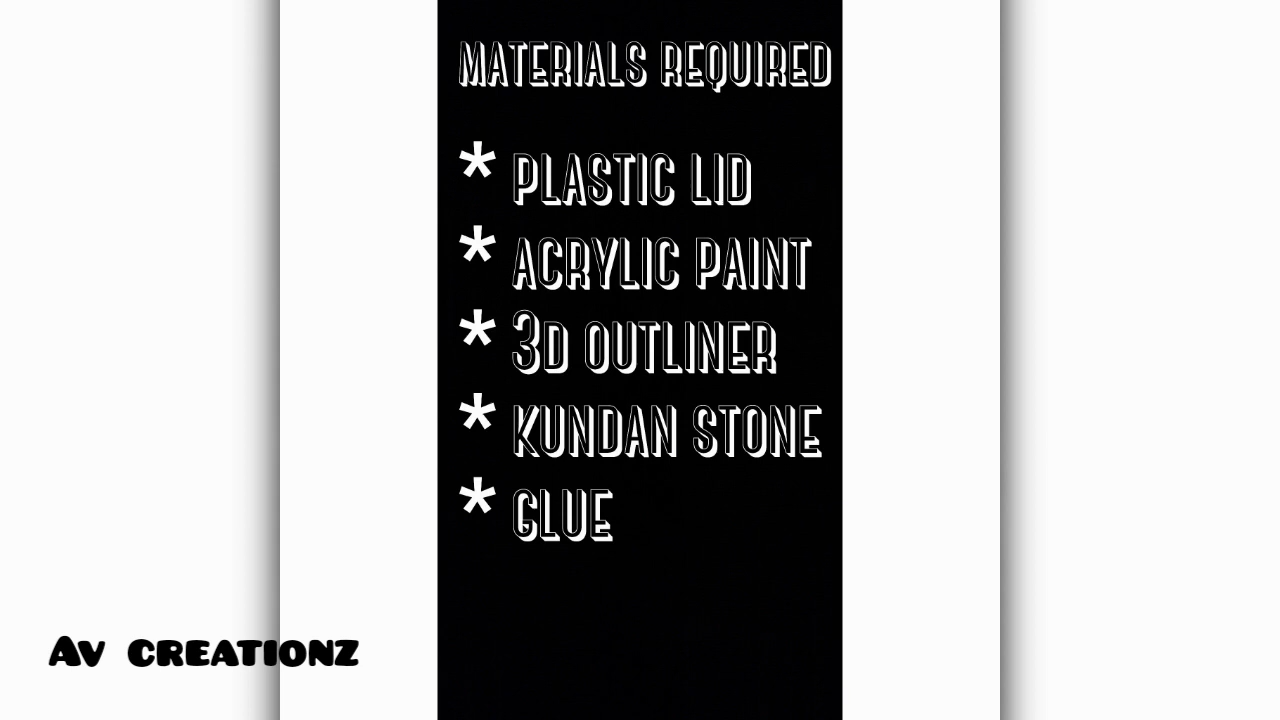 MATERIALS REQUIRED
* PLASTIC LID
* ACRYLIC PAINT
* 3D OUTLINER
* KUNDAN STONE
* GLUE
AV CREATIONZ